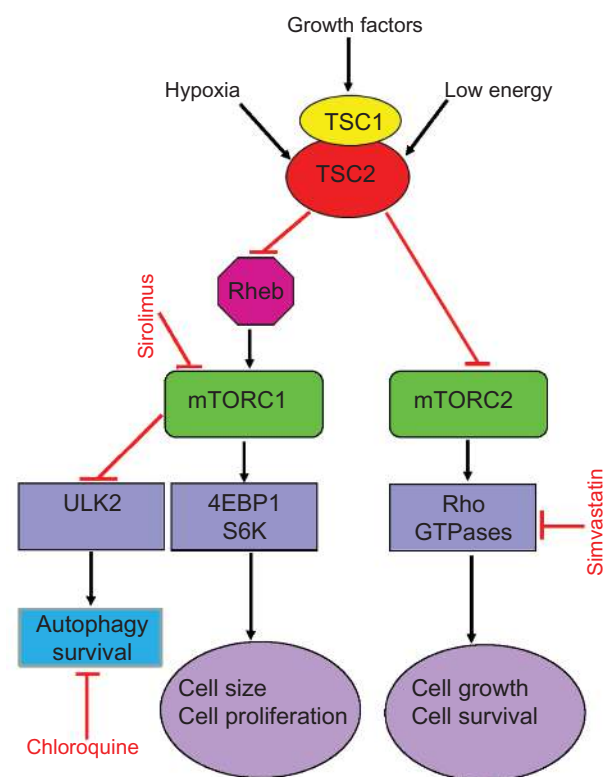 Growth factors
Hypoxia
Low energy
TSC1
TSC2
Rheb
Sirolimus
mTORC1
mTORC2
ULK2
4EBP1
S6K
Rho
GTPases
Simvastatin
Autophagy
survival
Cell size
Cell proliferation
Cell growth
Cell survival
Chloroquine